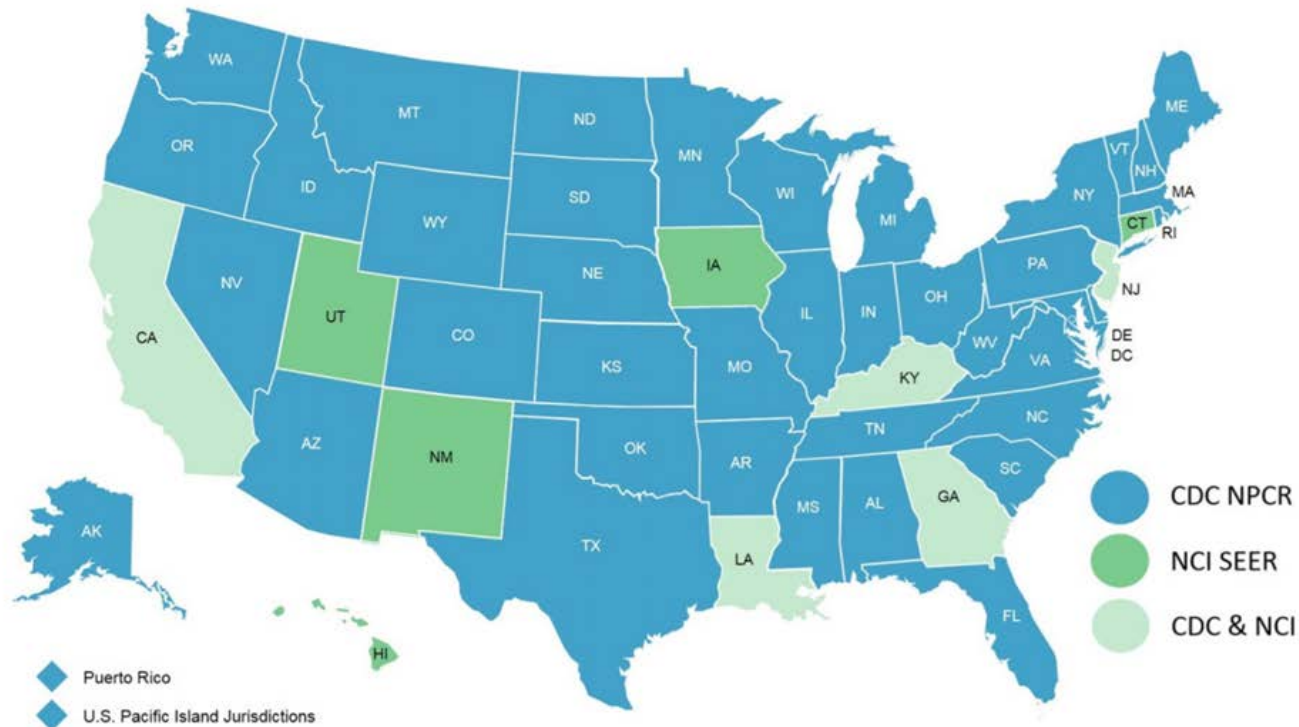 WA
MT
ND
MN
ME
OR
ID
SD
WI
MI
VT
NH
NY
MA
CT
RI
WY
NE
IA
PA
NJ
NV
UT
CO
IL
IN
OH
WV
VA
DE
DC
CA
KS
MO
KY
NC
AZ
NM
OK
AR
TN
SC
MS
AL
GA
TX
LA
FL
AK
HI
CDC NPCR
NCI SEER
CDC & NCI
Puerto Rico
U.S. Pacific Island Jurisdictions